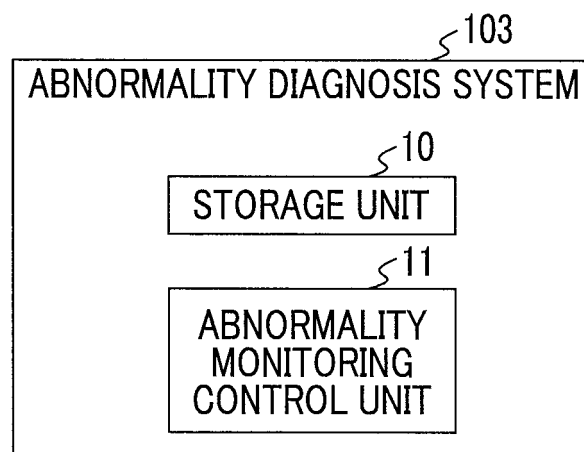 103
ABNORMALITY DIAGNOSIS SYSTEM
10
STORAGE UNIT
11
ABNORMALITY
MONITORING
CONTROL UNIT